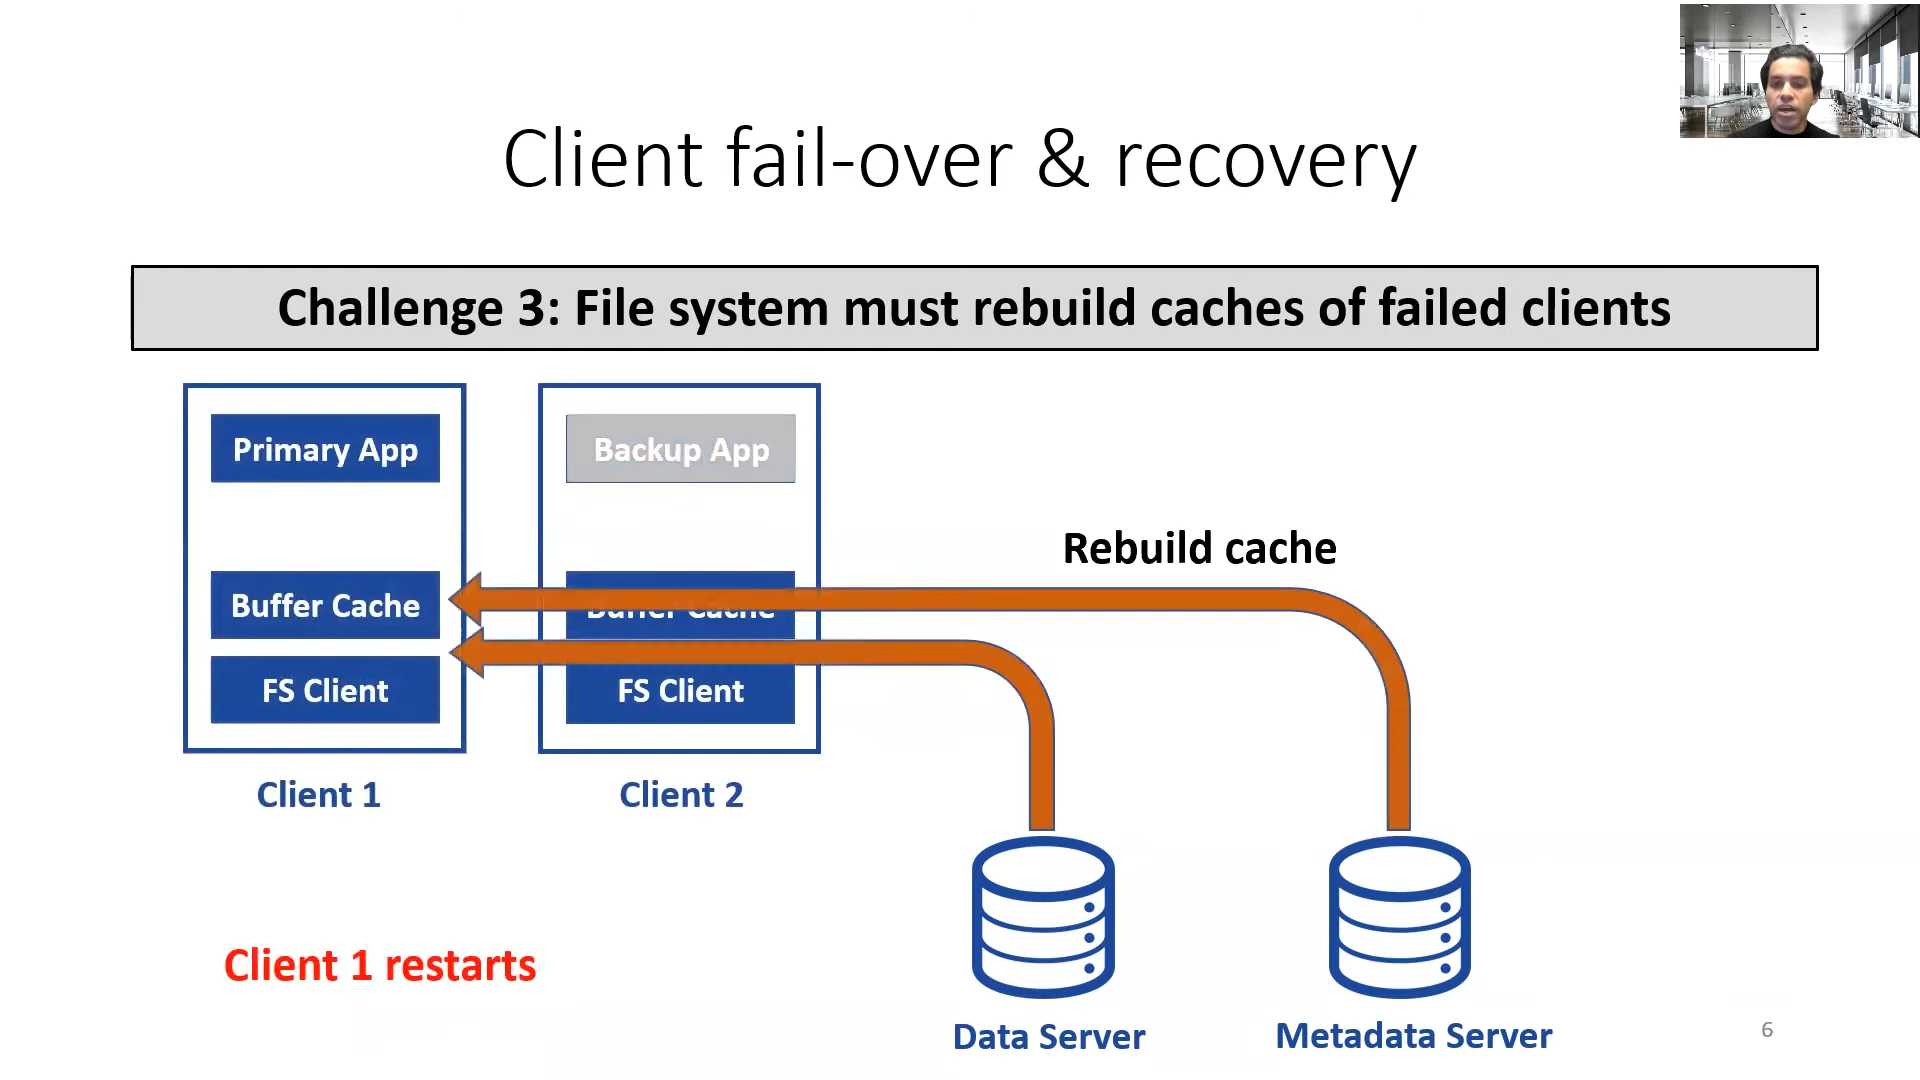 Client fail-over & recovery
Challenge 3: File system must rebuild caches of failed clients
Primary App
Backup App
Rebuild cache
Buffer Cache
Buffer Cache
FS Client
FS Client
Client 1
Client 2
Client 1 restarts
Data Server
Metadata Server
6